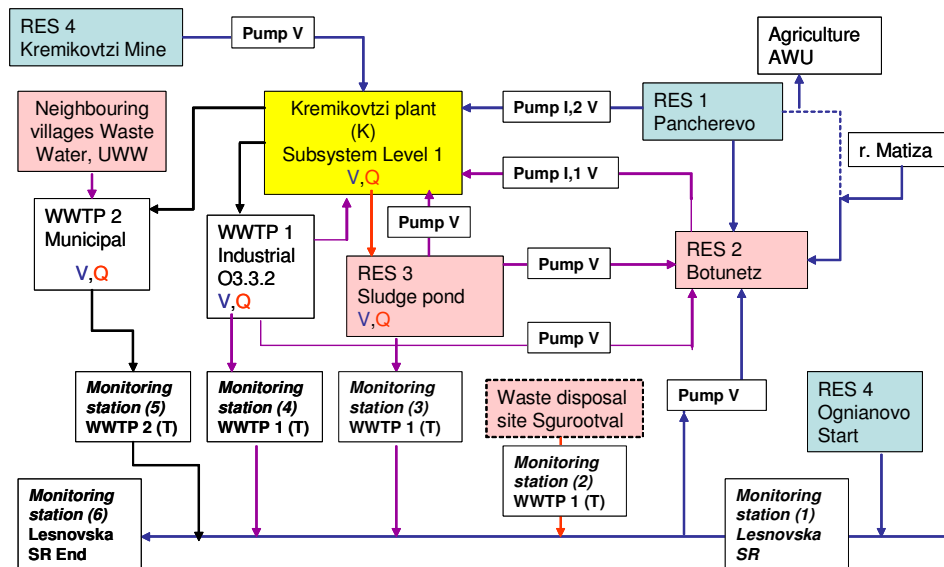 RES 4
Kremikovtzi Mine
Pump V
Agriculture
AWU
Neighbouring
villages Waste
Water, UWW
Kremikovtzi plant
(K)
Subsystem Level 1
V,Q
Pump I,2 V
RES 1
Pancherevo
r. Matiza
Pump I,1 V
WWTP 2
Municipal
V,Q
WWTP 1
Industrial
O3.3.2
V,Q
Pump V
RES 3
Sludge pond
V,Q
Pump V
RES 2
Botunetz
Pump V
Monitoring
station (5)
WWTP 2 (T)
Monitoring
station (4)
WWTP 1 (T)
Monitoring
station (3)
WWTP 1 (T)
Waste disposal
site Sgurootval
Pump V
RES 4
Ognianovo
Start
Monitoring
station (6)
Lesnovska
SR End
Monitoring
station (2)
WWTP 1 (T)
Monitoring
station (1)
Lesnovska
SR